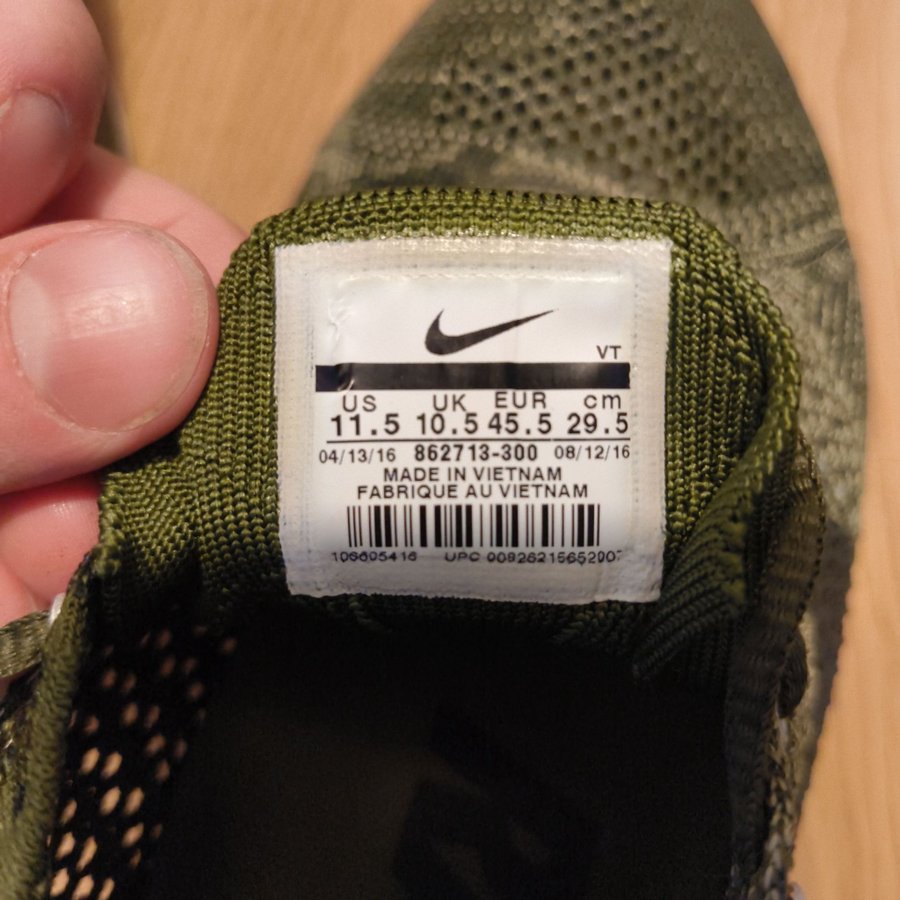 VT
US UK EUR cm
11.5 10.5 45.5 29.5
04/13/16 862713-300 08/12/16
MADE IN VIETNAM
FABRIQUE AU VIETNAM
106605416 UPC 00826215652907